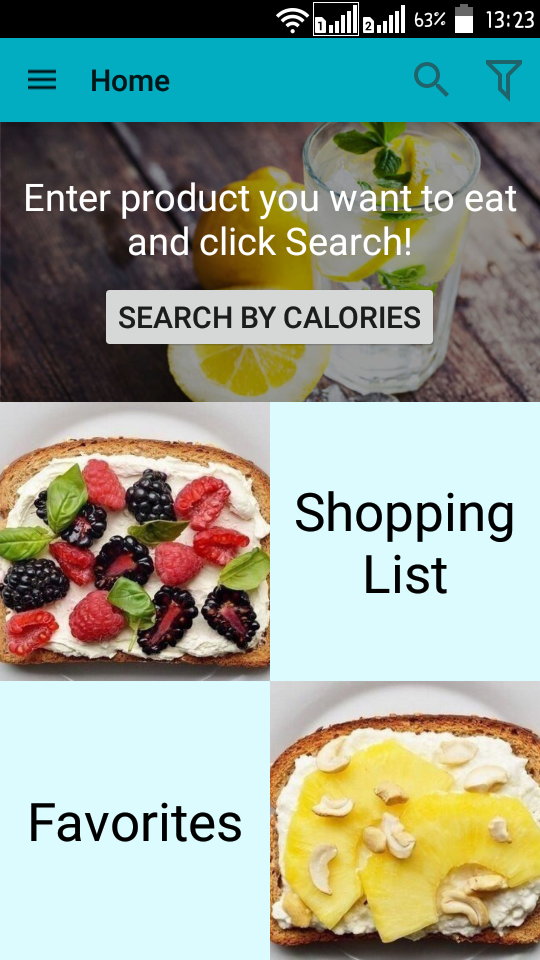 1 2 63% 13:23
Home
Enter product you want to eat
and click Search!
SEARCH BY CALORIES
Shopping
List
Favorites